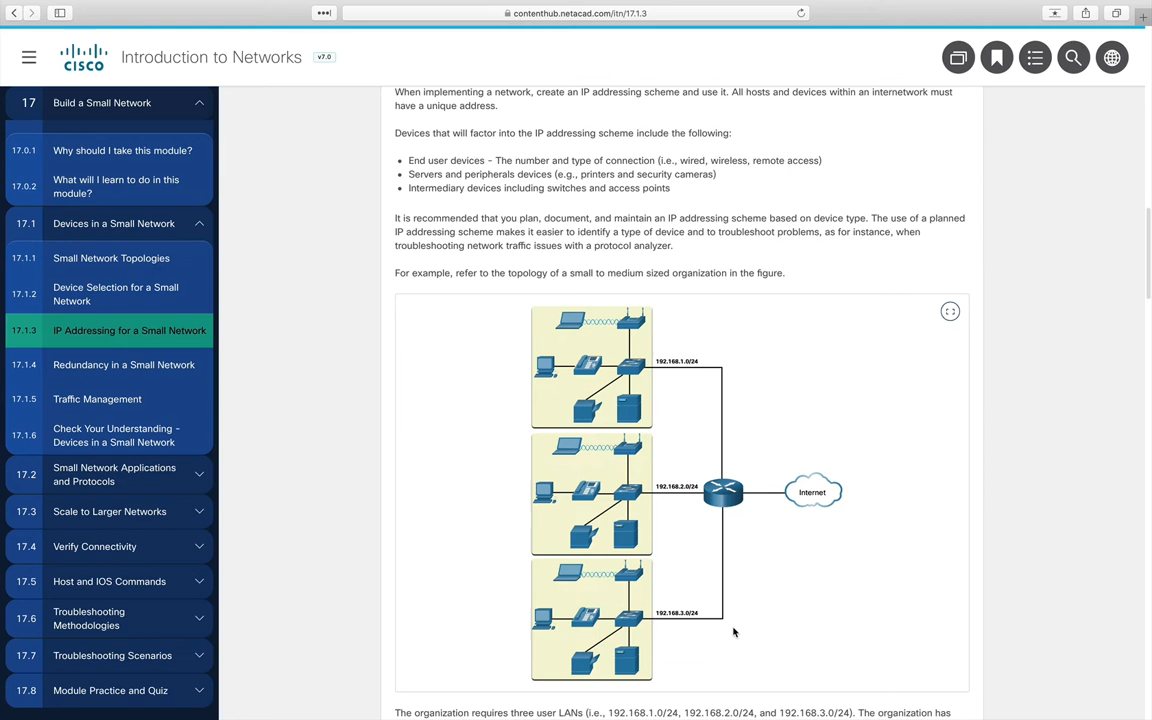 contenthub.netacad.com/itn/17.1.3
CISCO
Introduction to Networks
v7.0
17 Build a Small Network
17.0.1 Why should I take this module?
17.0.2 What will I learn to do in this
module?
17.1 Devices in a Small Network
17.1.1 Small Network Topologies
17.1.2 Device Selection for a Small
Network
17.1.3 IP Addressing for a Small Network
17.1.4 Redundancy in a Small Network
17.1.5 Traffic Management
17.1.6 Check Your Understanding -
Devices in a Small Network
17.2 Small Network Applications
and Protocols
17.3 Scale to Larger Networks
17.4 Verify Connectivity
17.5 Host and IOS Commands
17.6 Troubleshooting
Methodologies
17.7 Troubleshooting Scenarios
17.8 Module Practice and Quiz
When implementing a network, create an IP addressing scheme and use it. All hosts and devices within an internetwork must
have a unique address.
Devices that will factor into the IP addressing scheme include the following:
• End user devices - The number and type of connection (i.e., wired, wireless, remote access)
• Servers and peripherals devices (e.g., printers and security cameras)
• Intermediary devices including switches and access points
It is recommended that you plan, document, and maintain an IP addressing scheme based on device type. The use of a planned
IP addressing scheme makes it easier to identify a type of device and to troubleshoot problems, as for instance, when
troubleshooting network traffic issues with a protocol analyzer.
For example, refer to the topology of a small to medium sized organization in the figure.
192.168.1.0/24
192.168.2.0/24
Internet
192.168.3.0/24
The organization requires three user LANs (i.e., 192.168.1.0/24, 192.168.2.0/24, and 192.168.3.0/24). The organization has